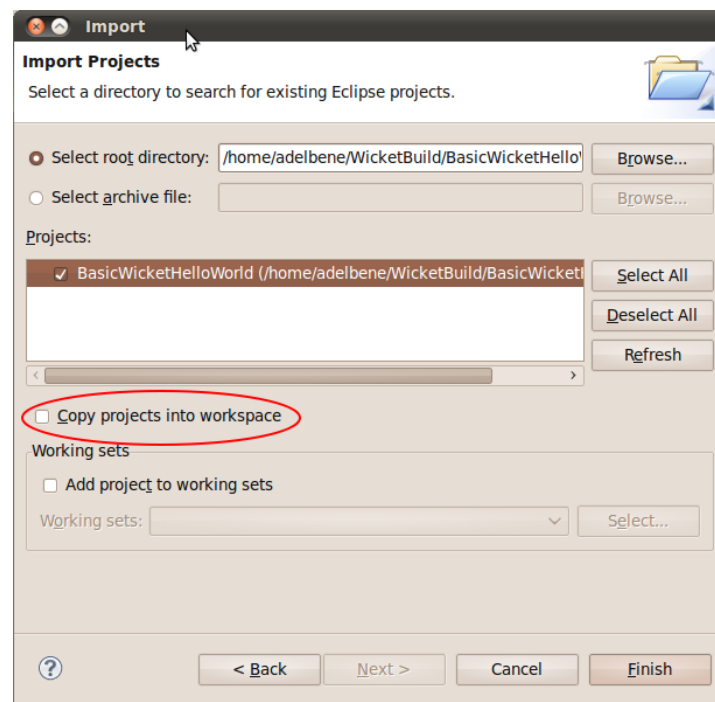 Import
Import Projects
Select a directory to search for existing Eclipse projects.
Select root directory: /home/adelbene/WicketBuild/BasicWicketHello Browse...
Select archive file: Browse...
Projects:
BasicWicketHelloWorld (/home/adelbene/WicketBuild/BasicWicket Select All
Deselect All
Refresh
Copy projects into workspace
Working sets
Add project to working sets
Working sets: Select...
? < Back Next > Cancel Finish